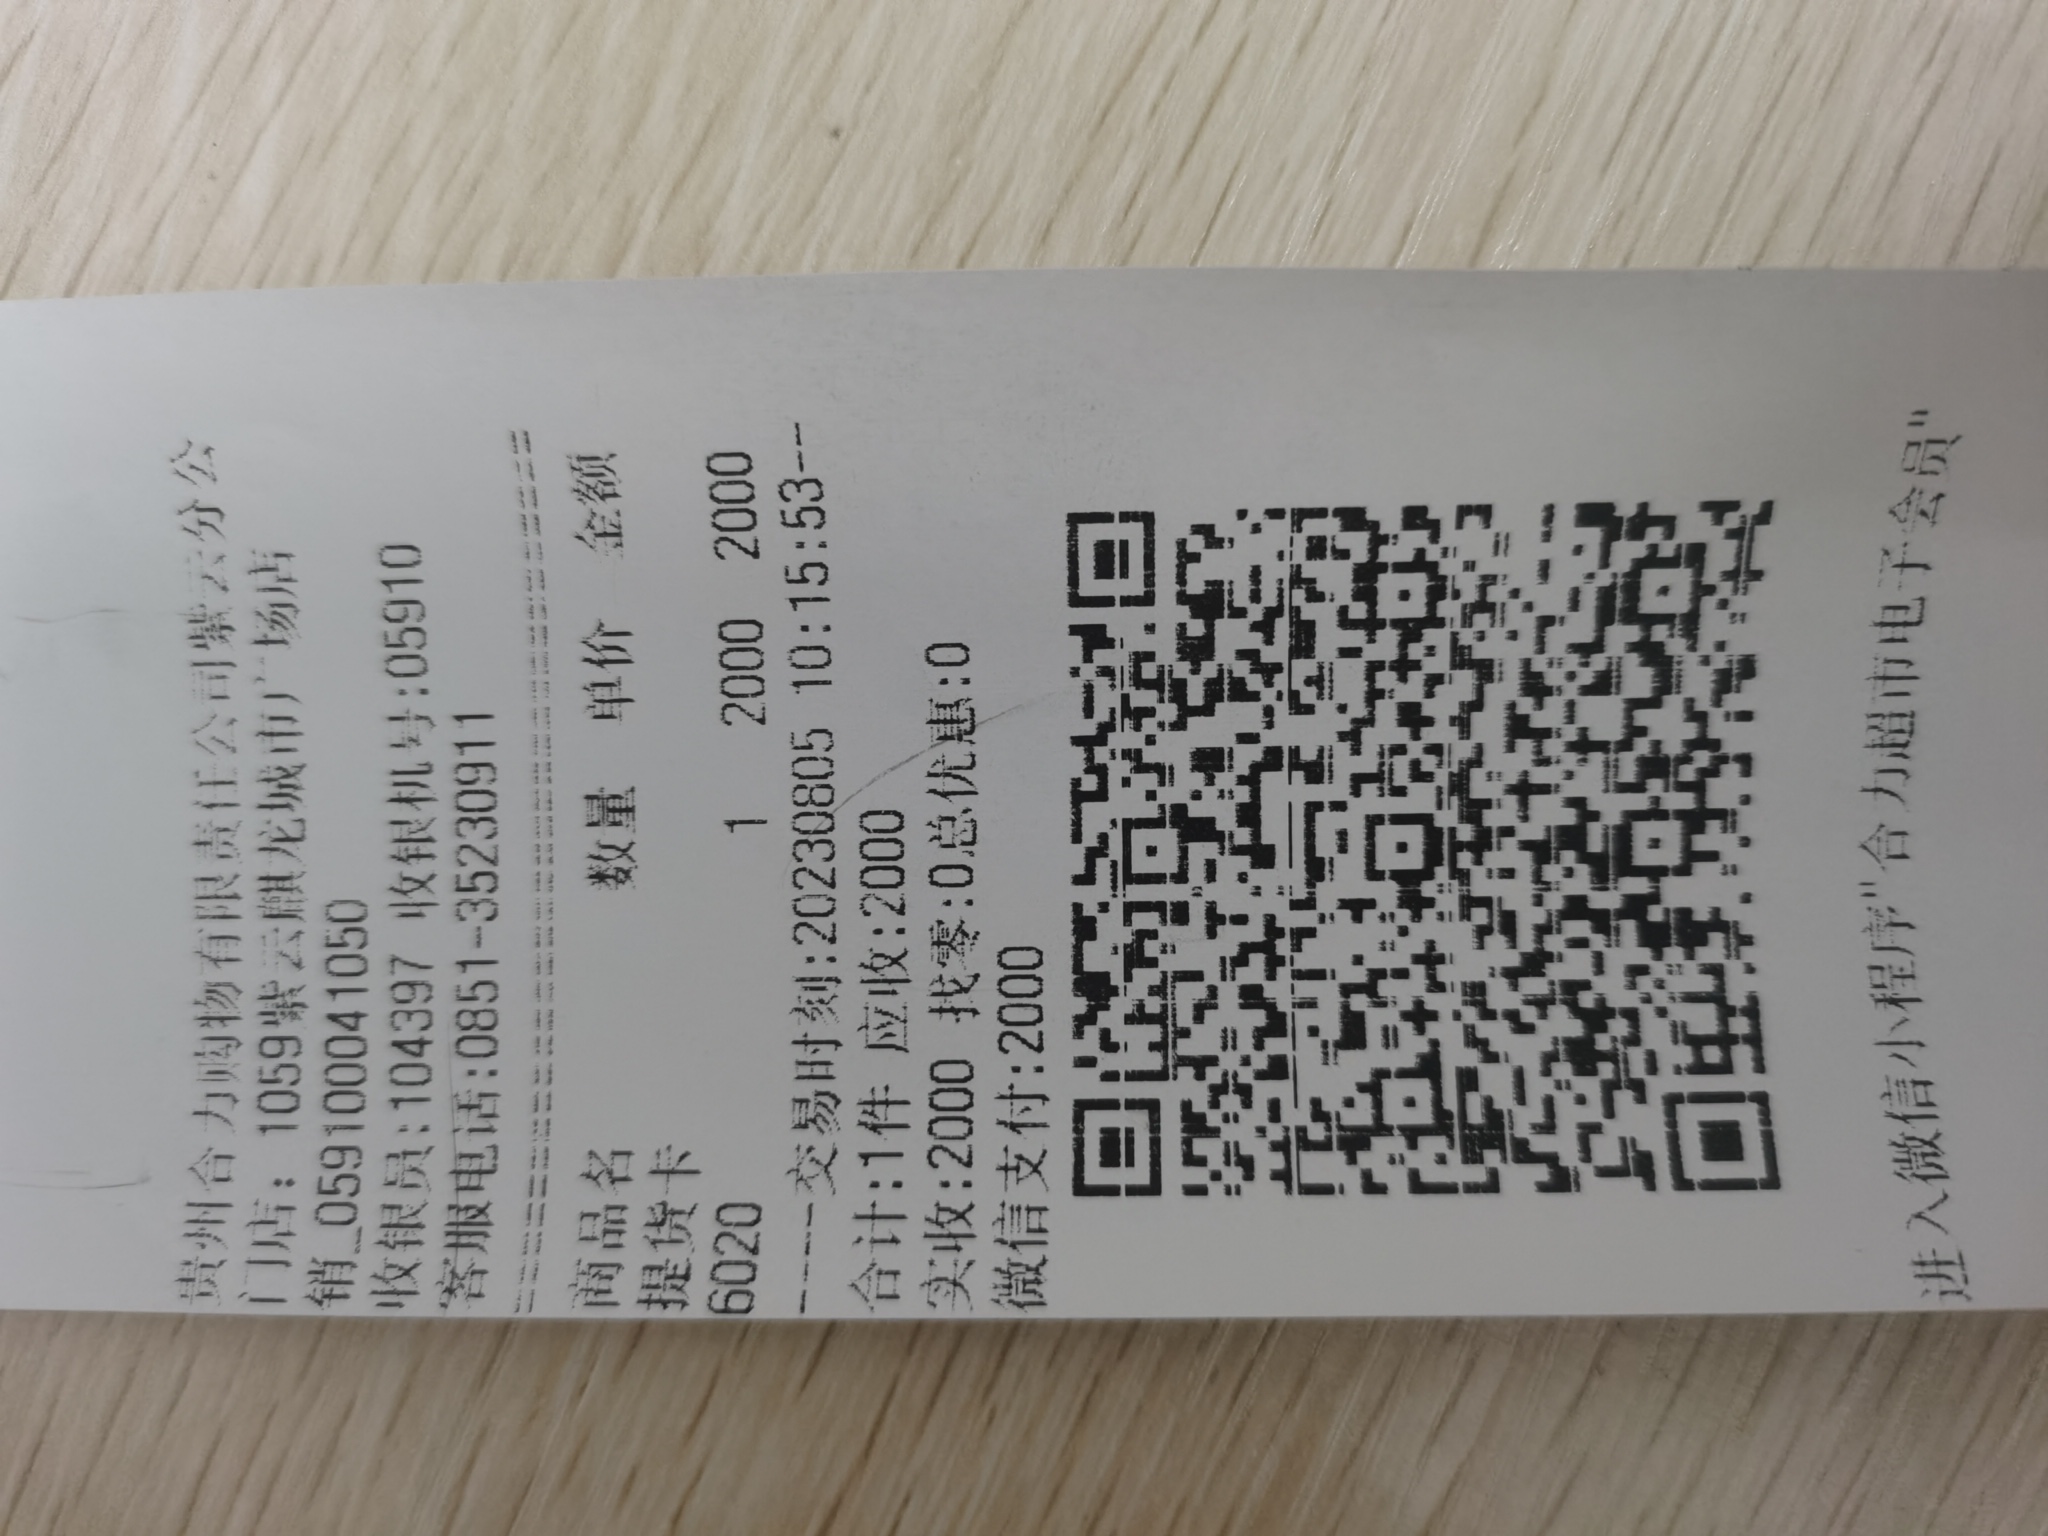 贵州合力购物有限责任公司紫云分公
门店: 1059紫云麒龙城市广场店
销_0591000410​50
收银员:104397 收银机号:05910
客服电话:0851-35230911
==========================================
商品名 数量 单价 金额
提货卡
6020 1 2000 2000
----交易时刻:20230805 10:15:53--
合计:1件 应收:2000
实收:2000 找零:0总优惠:0
微信支付:2000
进入微信小程序"合力超市电子会员"